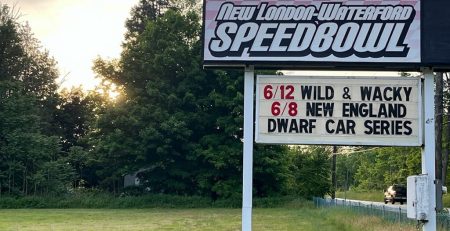 New London-Waterford
SPEEDBOWL
6/12 WILD & WACKY
6/8 NEW ENGLAND
DWARF CAR SERIES